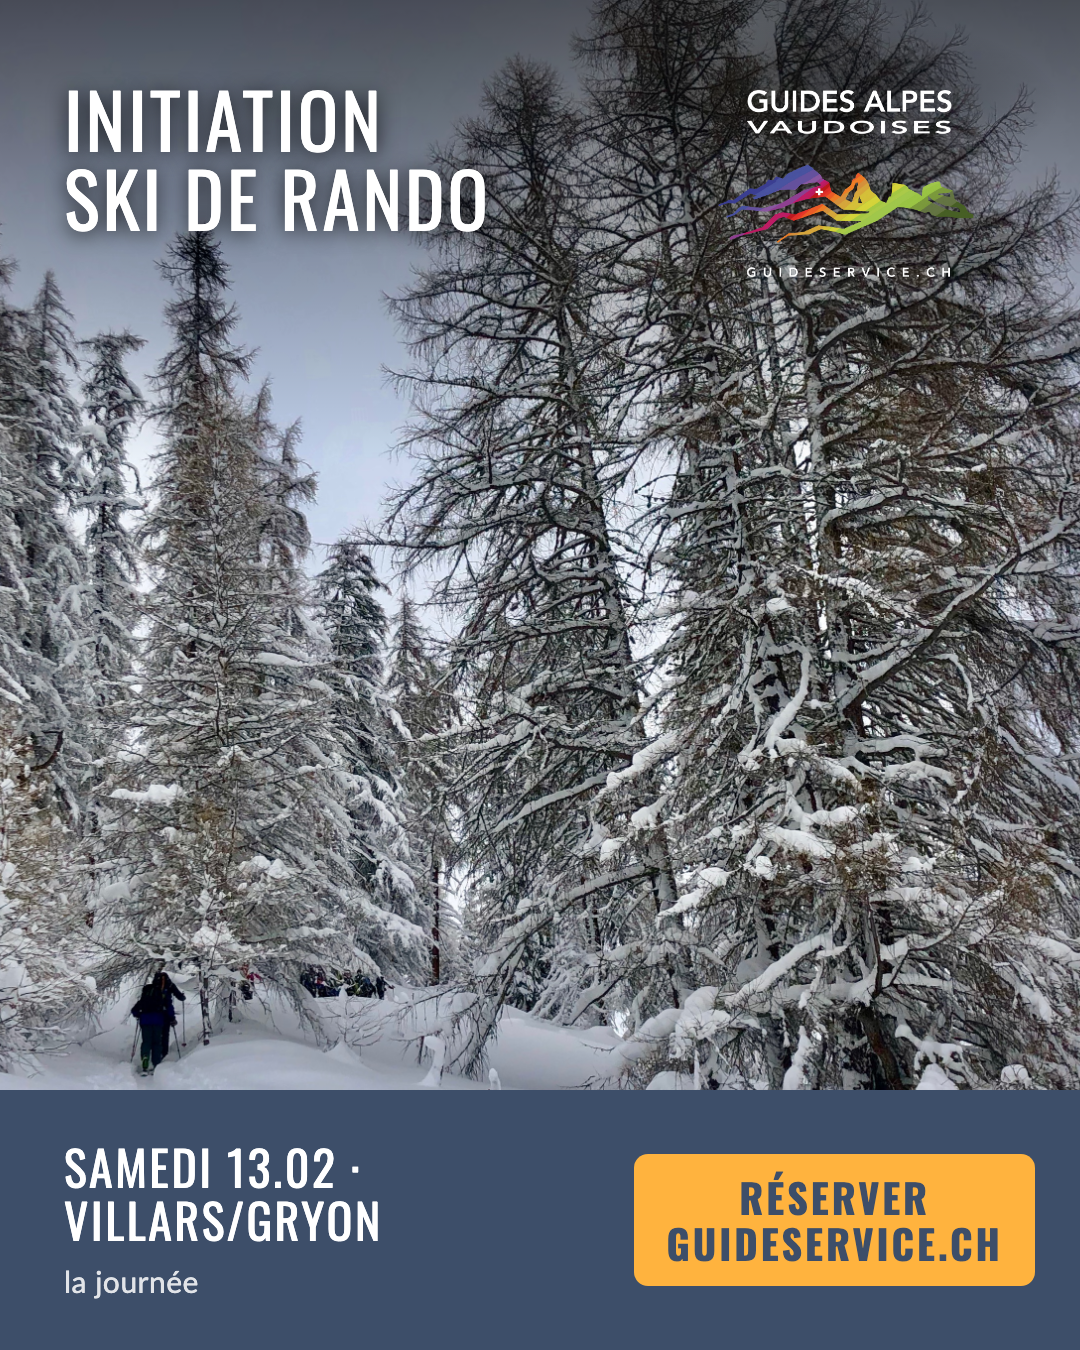 INITIATION
SKI DE RANDO
GUIDES ALPES
VAUDOISES
GUIDESERVICE.CH
SAMEDI 13.02 ·
VILLARS/GRYON
la journée
RÉSERVER
GUIDESERVICE.CH